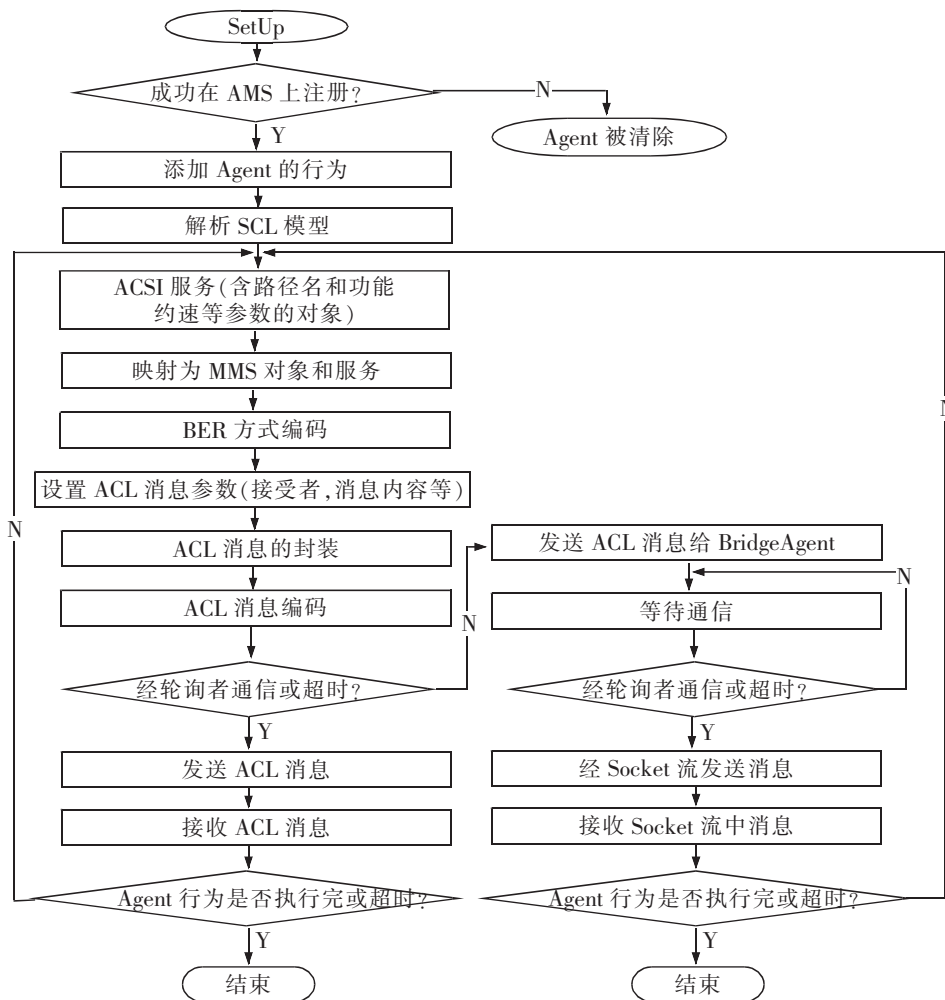 SetUp
成功在 AMS 上注册?
N
Agent 被清除
Y
添加 Agent 的行为
解析 SCL 模型
ACSI 服务(含路径名和功能
约速等参数的对象)
映射为 MMS 对象和服务
N
BER 方式编码
设置 ACL 消息参数(接受者,消息内容等)
N
ACL 消息的封装
发送 ACL 消息给 BridgeAgent
N
ACL 消息编码
N
等待通信
经轮询者通信或超时?
经轮询者通信或超时?
Y
Y
发送 ACL 消息
经 Socket 流发送消息
接收 ACL 消息
接收 Socket 流中消息
Agent 行为是否执行完或超时?
Agent 行为是否执行完或超时?
Y
Y
结束
结束